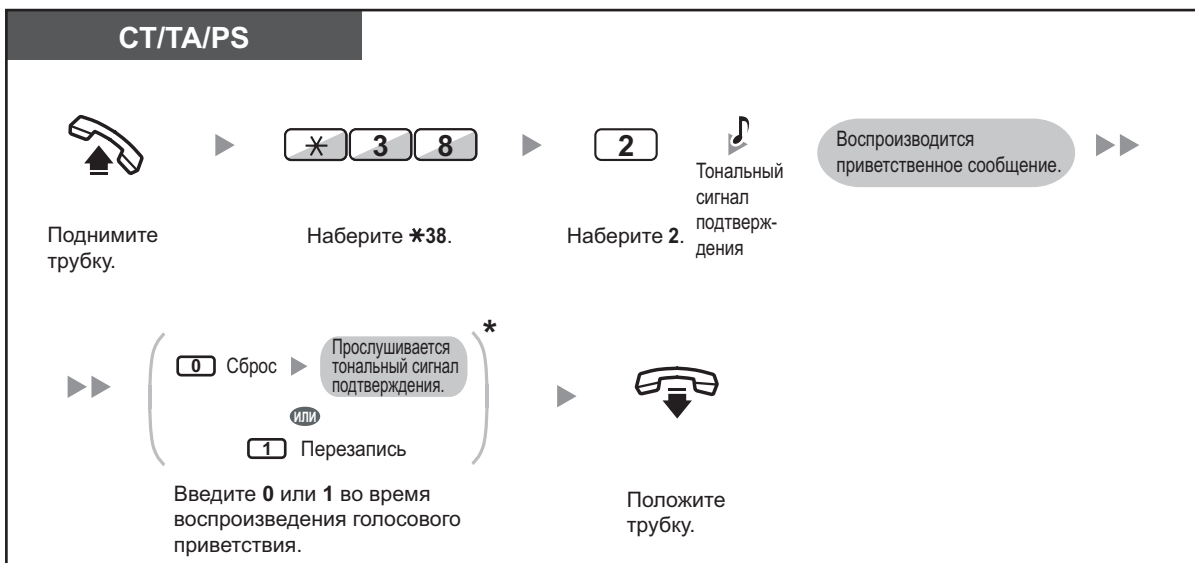 CT/TA/PS
✳ 3 8
2
Воспроизводится
приветственное сообщение.
Тональный
сигнал
подтверж-
дения
Поднимите
трубку.
Наберите ✳38.
Наберите 2.
*
0 Сброс
Прослушивается
тональный сигнал
подтверждения.
или
1 Перезапись
Введите 0 или 1 во время
воспроизведения голосового
приветствия.
Положите
трубку.